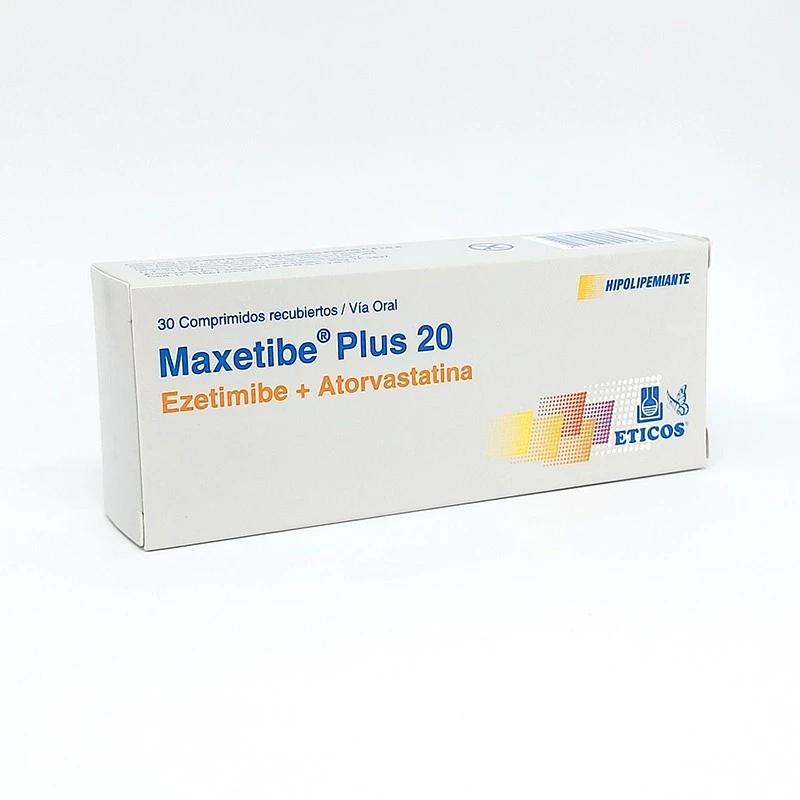 HIPOLIPEMIANTE
30 Comprimidos recubiertos / Vía Oral
Maxetibe® Plus 20
Ezetimibe + Atorvastatina
ETICOS®